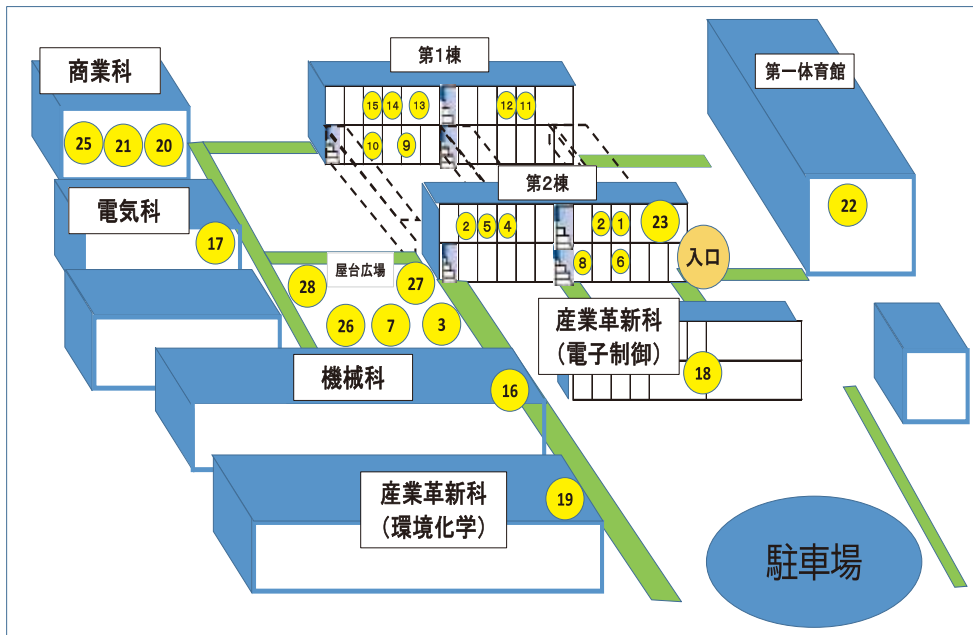 商業科
25 21 20
電気科
17
第1棟
15 14 13 12 11
10 9
第一体育館
22
第2棟
2 5 4 2 1 23
8 6
入口
屋台広場
28 27
26 7 3
産業革新科
(電子制御)
18
機械科
16
産業革新科
(環境化学)
19
駐車場